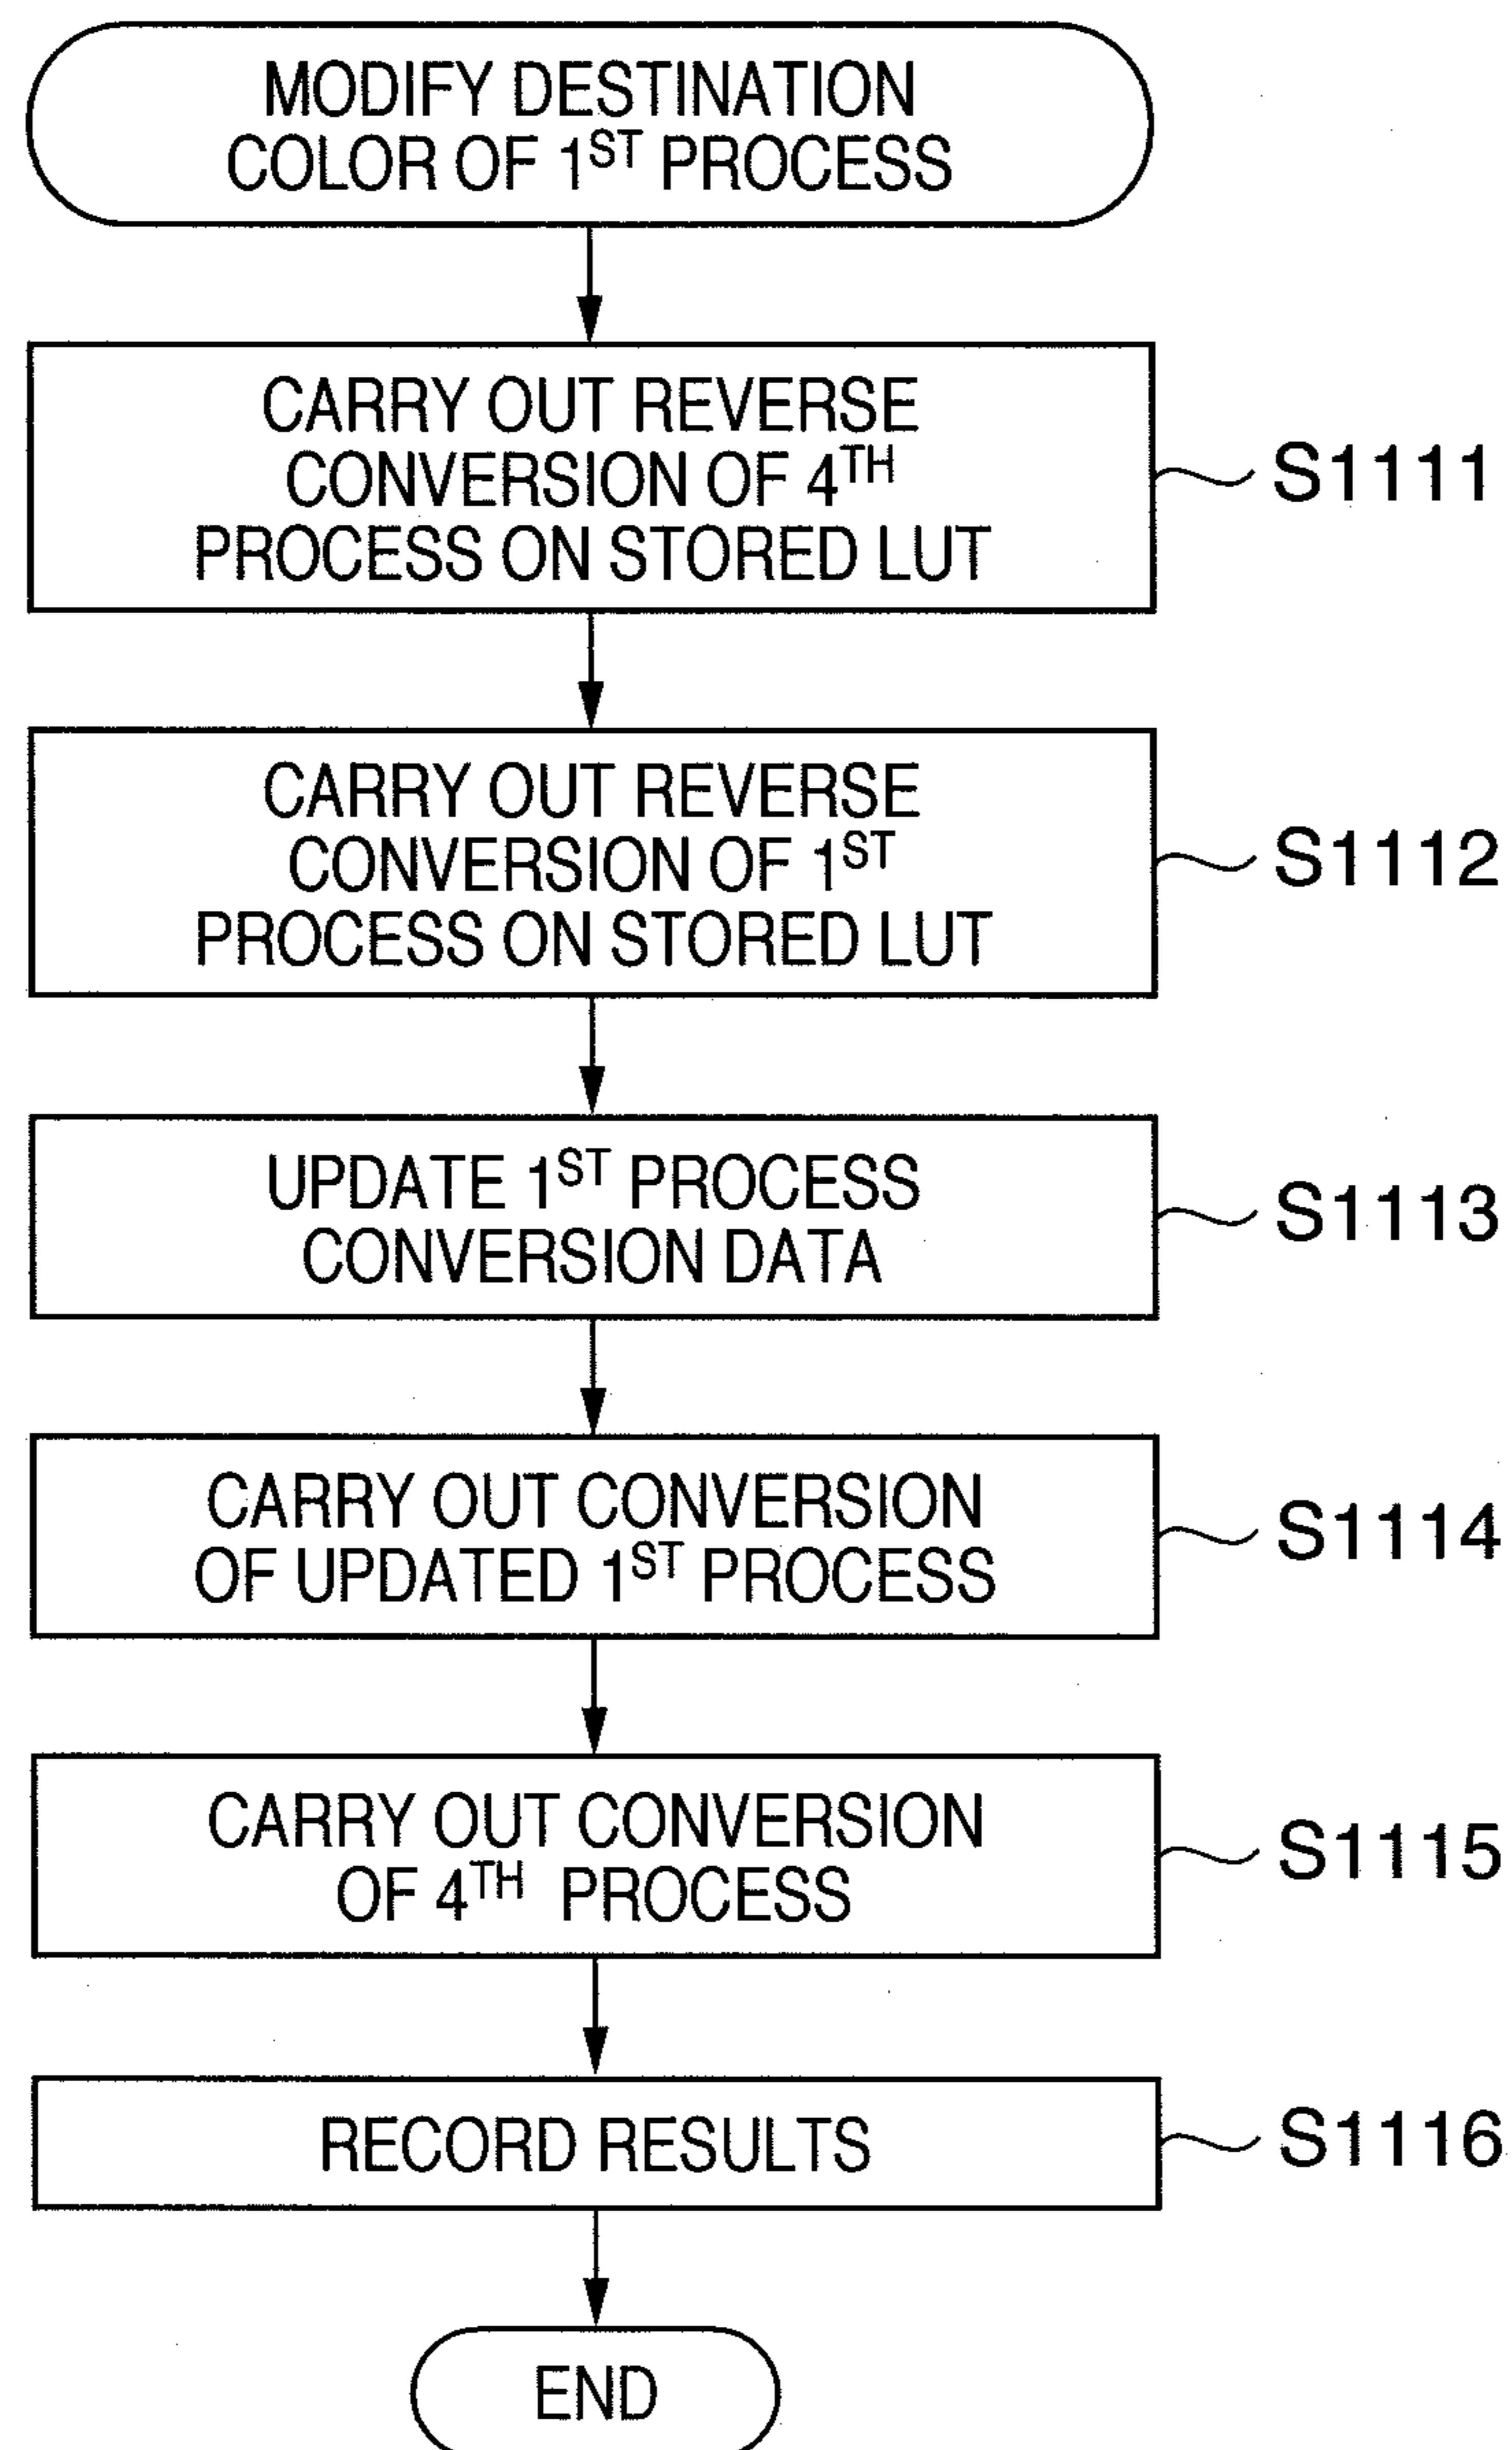 MODIFY DESTINATION
COLOR OF 1ST PROCESS
CARRY OUT REVERSE
CONVERSION OF 4TH
PROCESS ON STORED LUT
S1111
CARRY OUT REVERSE
CONVERSION OF 1ST
PROCESS ON STORED LUT
S1112
UPDATE 1ST PROCESS
CONVERSION DATA
S1113
CARRY OUT CONVERSION
OF UPDATED 1ST PROCESS
S1114
CARRY OUT CONVERSION
OF 4TH PROCESS
S1115
RECORD RESULTS
S1116
END